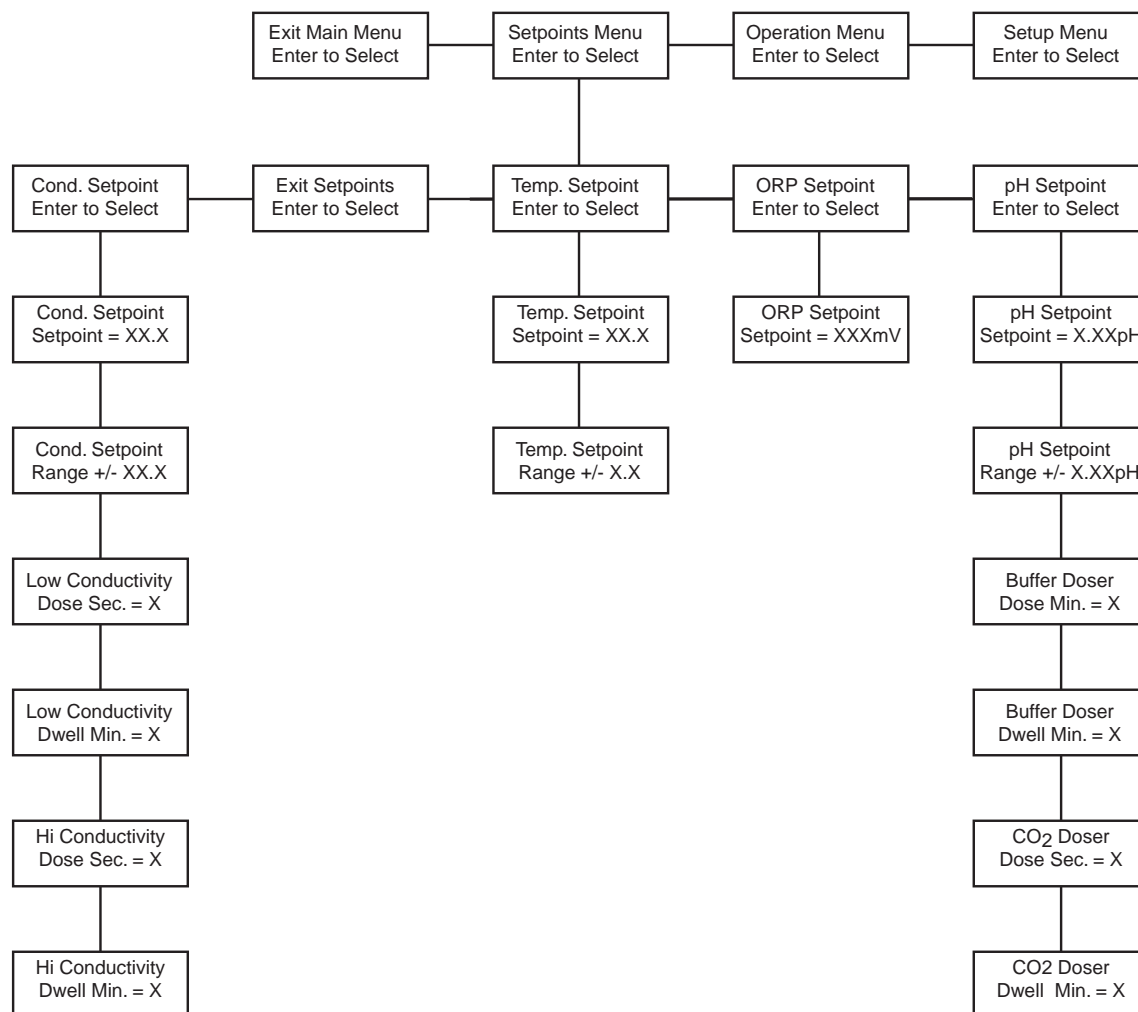 Exit Main Menu
Enter to Select
Setpoints Menu
Enter to Select
Operation Menu
Enter to Select
Setup Menu
Enter to Select
Cond. Setpoint
Enter to Select
Exit Setpoints
Enter to Select
Temp. Setpoint
Enter to Select
ORP Setpoint
Enter to Select
pH Setpoint
Enter to Select
Cond. Setpoint
Setpoint = XX.X
Temp. Setpoint
Setpoint = XX.X
ORP Setpoint
Setpoint = XXXmV
pH Setpoint
Setpoint = X.XXpH
Cond. Setpoint
Range +/- XX.X
Temp. Setpoint
Range +/- X.X
pH Setpoint
Range +/- X.XXpH
Low Conductivity
Dose Sec. = X
Buffer Doser
Dose Min. = X
Low Conductivity
Dwell Min. = X
Buffer Doser
Dwell Min. = X
Hi Conductivity
Dose Sec. = X
CO2 Doser
Dose Sec. = X
Hi Conductivity
Dwell Min. = X
CO2 Doser
Dwell  Min. = X